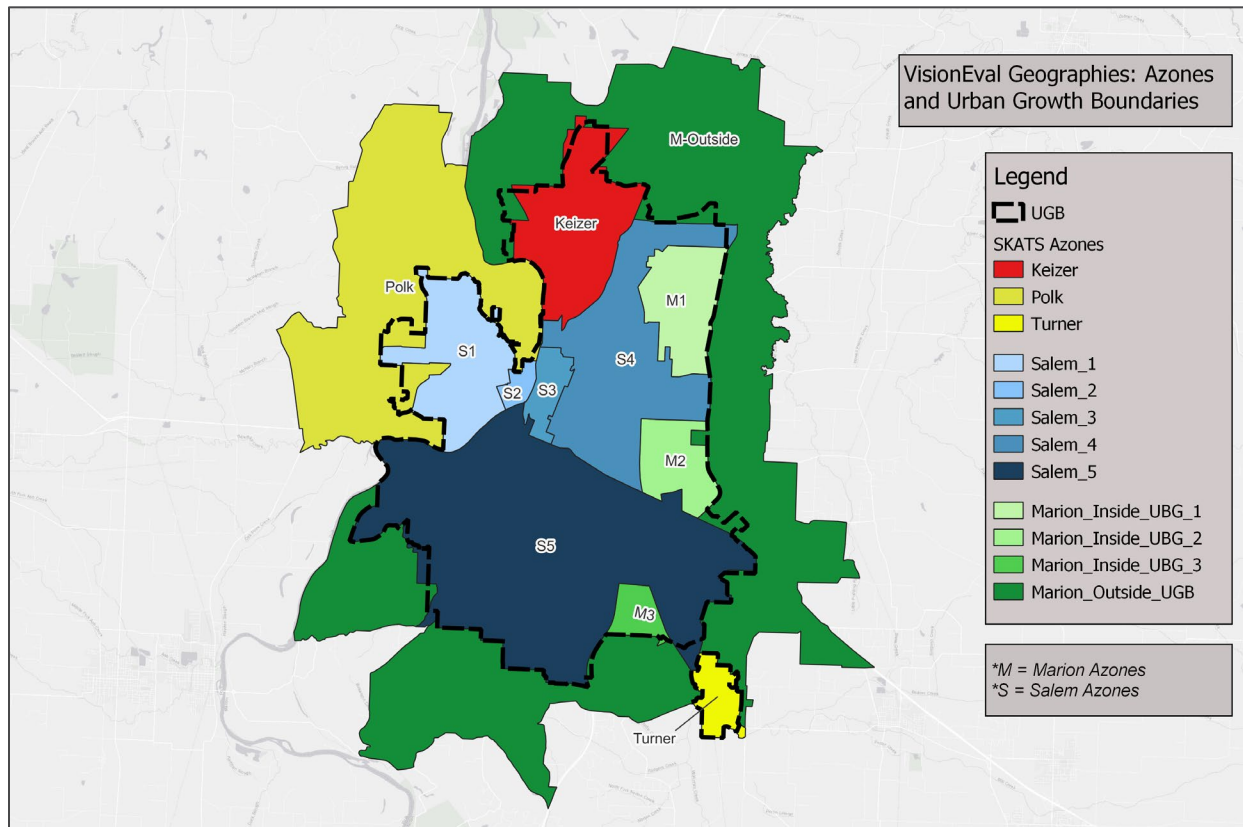 VisionEval Geographies: Azones
and Urban Growth Boundaries
M-Outside
Keizer
Polk
M1
S1
S4
S2
S3
M2
S5
M3
Turner
Legend
UGB
SKATS Azones
Keizer
Polk
Turner
Salem_1
Salem_2
Salem_3
Salem_4
Salem_5
Marion_Inside_UBG_1
Marion_Inside_UBG_2
Marion_Inside_UBG_3
Marion_Outside_UGB
*M = Marion Azones
*S = Salem Azones